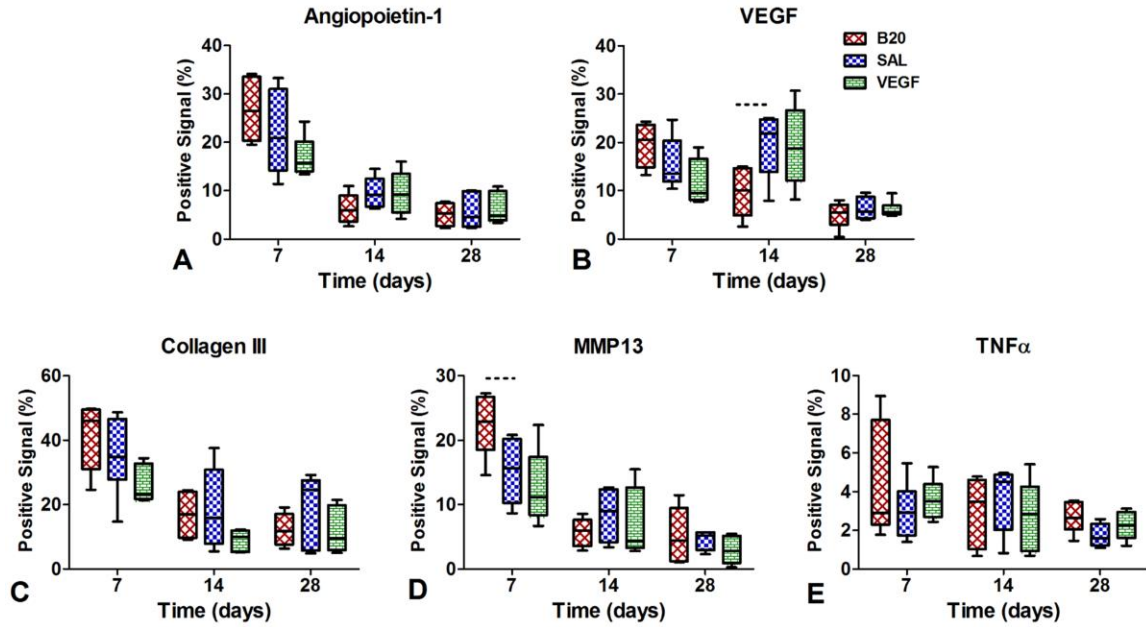 Angiopoietin-1
Positive Signal (%)
40
30
20
10
0
7 14 28
Time (days)
A
VEGF
Positive Signal (%)
40
30
20
10
0
7 14 28
Time (days)
B
B20
SAL
VEGF
Collagen III
Positive Signal (%)
60
40
20
0
7 14 28
Time (days)
C
MMP13
Positive Signal (%)
30
20
10
0
7 14 28
Time (days)
D
TNFα
Positive Signal (%)
10
8
6
4
2
0
7 14 28
Time (days)
E